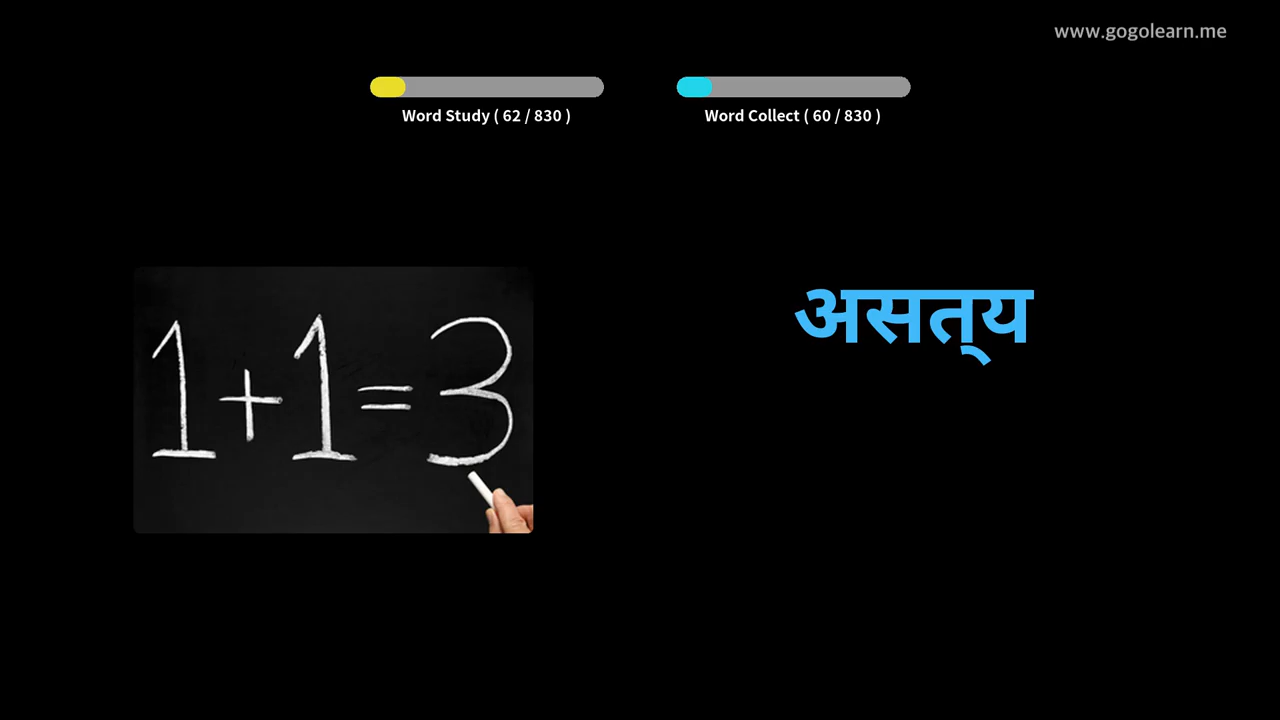 www.gogolearn.me
Word Study ( 62 / 830 )
Word Collect ( 60 / 830 )
1+1=3
असत्‌य